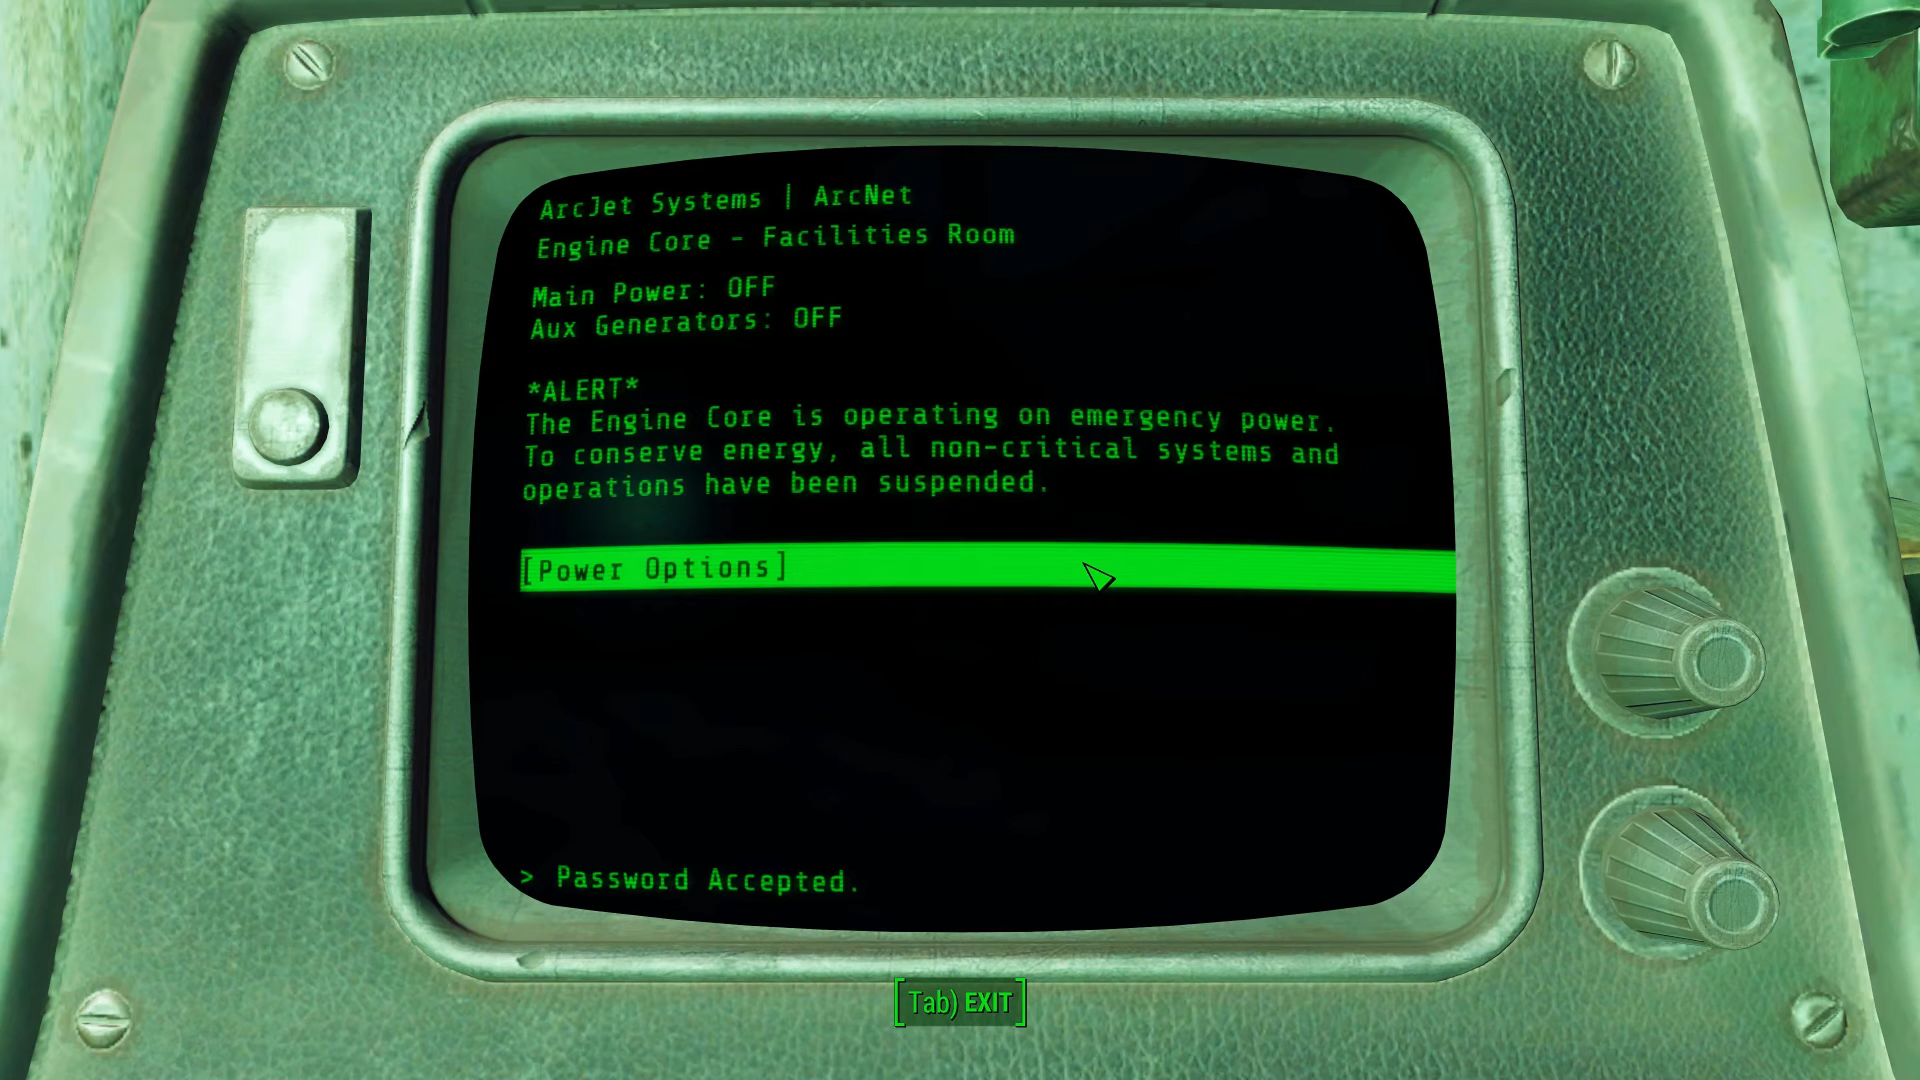 ArcJet Systems | ArcNet
Engine Core - Facilities Room
Main Power: OFF
Aux Generators: OFF
*ALERT*
The Engine Core is operating on emergency power.
To conserve energy, all non-critical systems and
operations have been suspended.
[Power Options]
> Password Accepted.
[Tab) EXIT]